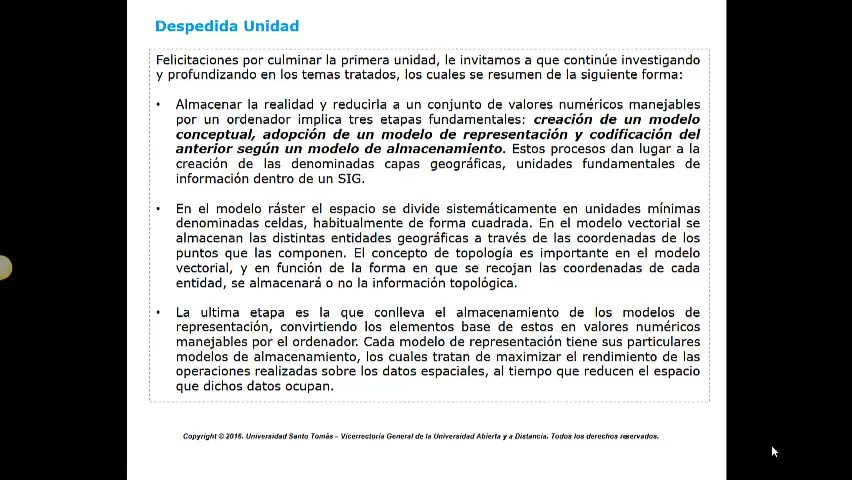 Despedida Unidad
Felicitaciones por culminar la primera unidad, le invitamos a que continúe investigando
y profundizando en los temas tratados, los cuales se resumen de la siguiente forma:
• Almacenar la realidad y reducirla a un conjunto de valores numéricos manejables
por un ordenador implica tres etapas fundamentales: creación de un modelo
conceptual, adopción de un modelo de representación y codificación del
anterior según un modelo de almacenamiento. Estos procesos dan lugar a la
creación de las denominadas capas geográficas, unidades fundamentales de
información dentro de un SIG.
• En el modelo ráster el espacio se divide sistemáticamente en unidades mínimas
denominadas celdas, habitualmente de forma cuadrada. En el modelo vectorial se
almacenan las distintas entidades geográficas a través de las coordenadas de los
puntos que las componen. El concepto de topología es importante en el modelo
vectorial, y en función de la forma en que se recojan las coordenadas de cada
entidad, se almacenará o no la información topológica.
• La ultima etapa es la que conlleva el almacenamiento de los modelos de
representación, convirtiendo los elementos base de estos en valores numéricos
manejables por el ordenador. Cada modelo de representación tiene sus particulares
modelos de almacenamiento, los cuales tratan de maximizar el rendimiento de las
operaciones realizadas sobre los datos espaciales, al tiempo que reducen el espacio
que dichos datos ocupan.
Copyright © 2016. Universidad Santo Tomás – Vicerrectoría General de la Universidad Abierta y a Distancia. Todos los derechos reservados.